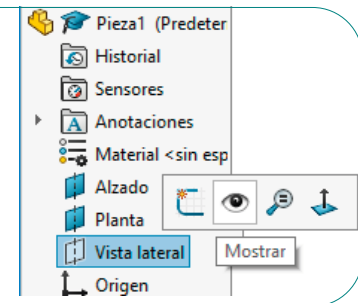 Pieza1 (Predeter
Historial
Sensores
A Anotaciones
Material <sin esp
Alzado
Planta
Vista lateral
Mostrar
Origen